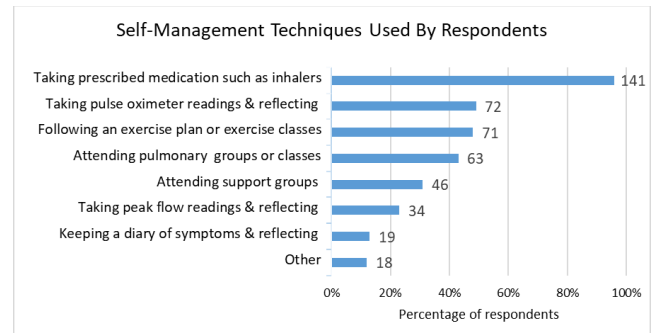 Self-Management Techniques Used By Respondents
Taking prescribed medication such as inhalers 141
Taking pulse oximeter readings & reflecting 72
Following an exercise plan or exercise classes 71
Attending pulmonary groups or classes 63
Attending support groups 46
Taking peak flow readings & reflecting 34
Keeping a diary of symptoms & reflecting 19
Other 18
0% 20% 40% 60% 80% 100%
Percentage of respondents